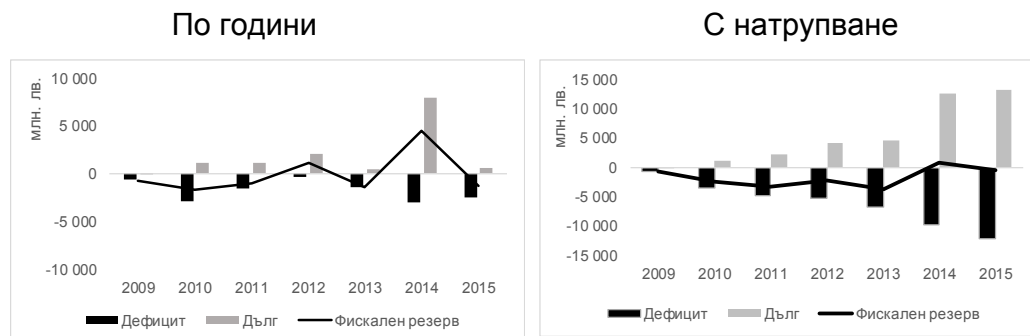 По години
млн. лв.
10 000
5 000
0
-5 000
-10 000
2009 2010 2011 2012 2013 2014 2015
Дефицит Дълг Фискален резерв
С натрупване
млн. лв.
15 000
10 000
5 000
0
-5 000
-10 000
-15 000
2009 2010 2011 2012 2013 2014 2015
Дефицит Дълг Фискален резерв